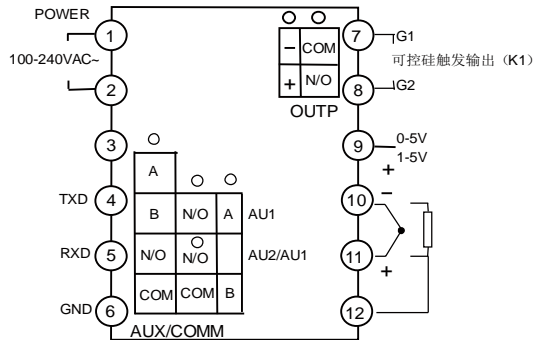 POWER
1
100-240VAC~
2
3
TXD 4
RXD 5
GND 6
A
B N/O A AU1
N/O N/O AU2/AU1
COM COM B
AUX/COMM
− COM
+ N/O
OUTP
7 G1
可控硅触发输出（K1）
8 G2
9 0-5V
1-5V
+
10 −
11 +
12